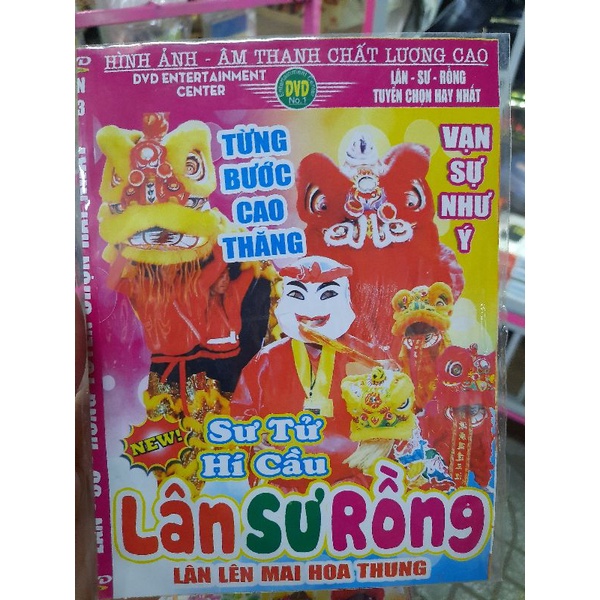 HÌNH ẢNH - ÂM THANH CHẤT LƯỢNG CAO
DVD ENTERTAINMENT
CENTER
DVD
No.1
LÂN - SƯ - RỒNG
TUYỂN CHỌN HAY NHẤT
TỪNG
BƯỚC
CAO
THĂNG
VẠN
SỰ
NHƯ
Ý
NEW!
Sư Tử
Hí Cầu
Lân Sư Rồng
LÂN LÊN MAI HOA THUNG